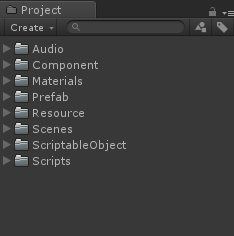 Project
Create
Audio
Component
Materials
Prefab
Resource
Scenes
ScriptableObject
Scripts